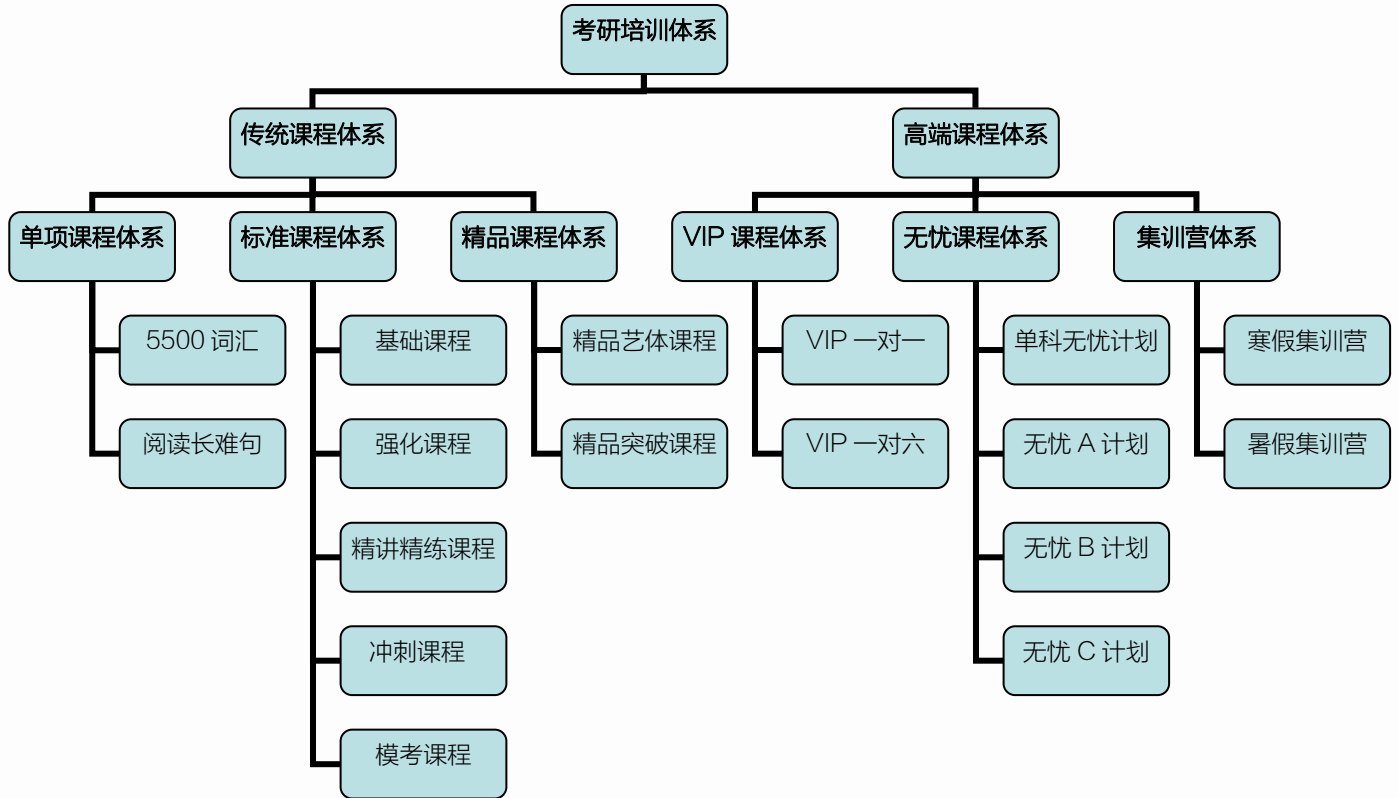 考研培训体系
传统课程体系
高端课程体系
单项课程体系
标准课程体系
精品课程体系
VIP 课程体系
无忧课程体系
集训营体系
5500 词汇
基础课程
精品艺体课程
VIP 一对一
单科无忧计划
寒假集训营
阅读长难句
强化课程
精品突破课程
VIP 一对六
无忧 A 计划
暑假集训营
精讲精练课程
无忧 B 计划
冲刺课程
无忧 C 计划
模考课程